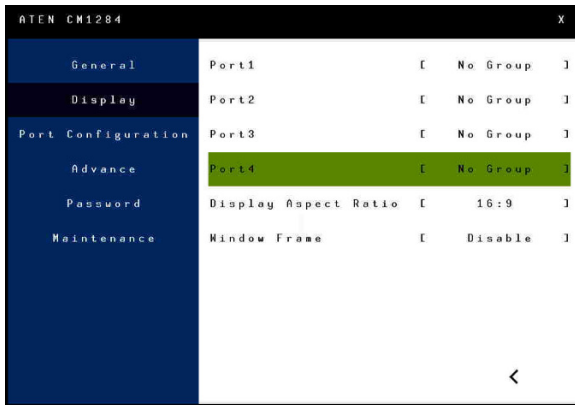 ATEN CM1284 X
General
Display
Port Configuration
Advance
Password
Maintenance
Port1 [ No Group ]
Port2 [ No Group ]
Port3 [ No Group ]
Port4 [ No Group ]
Display Aspect Ratio [ 16:9 ]
Window Frame [ Disable ]
<